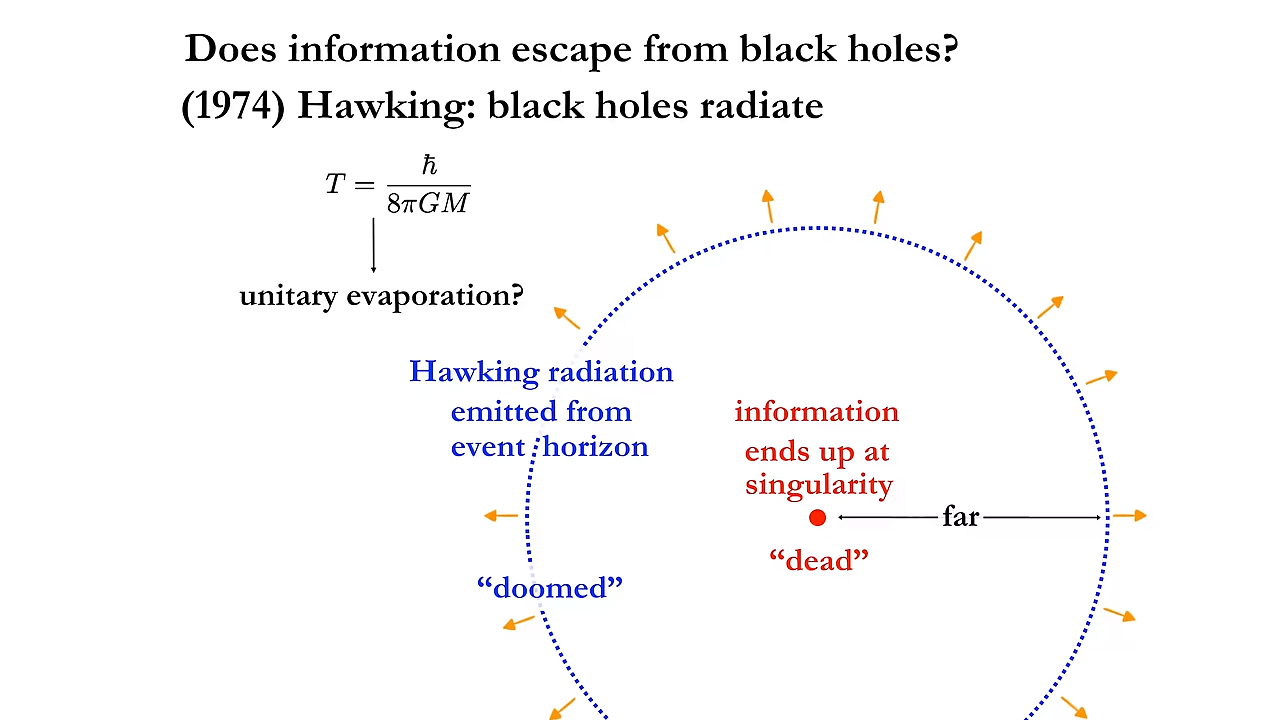 Does information escape from black holes?
(1974) Hawking: black holes radiate
T = ħ / 8πGM
unitary evaporation?
Hawking radiation
emitted from
event horizon
information
ends up at
singularity
far
“dead”
“doomed”